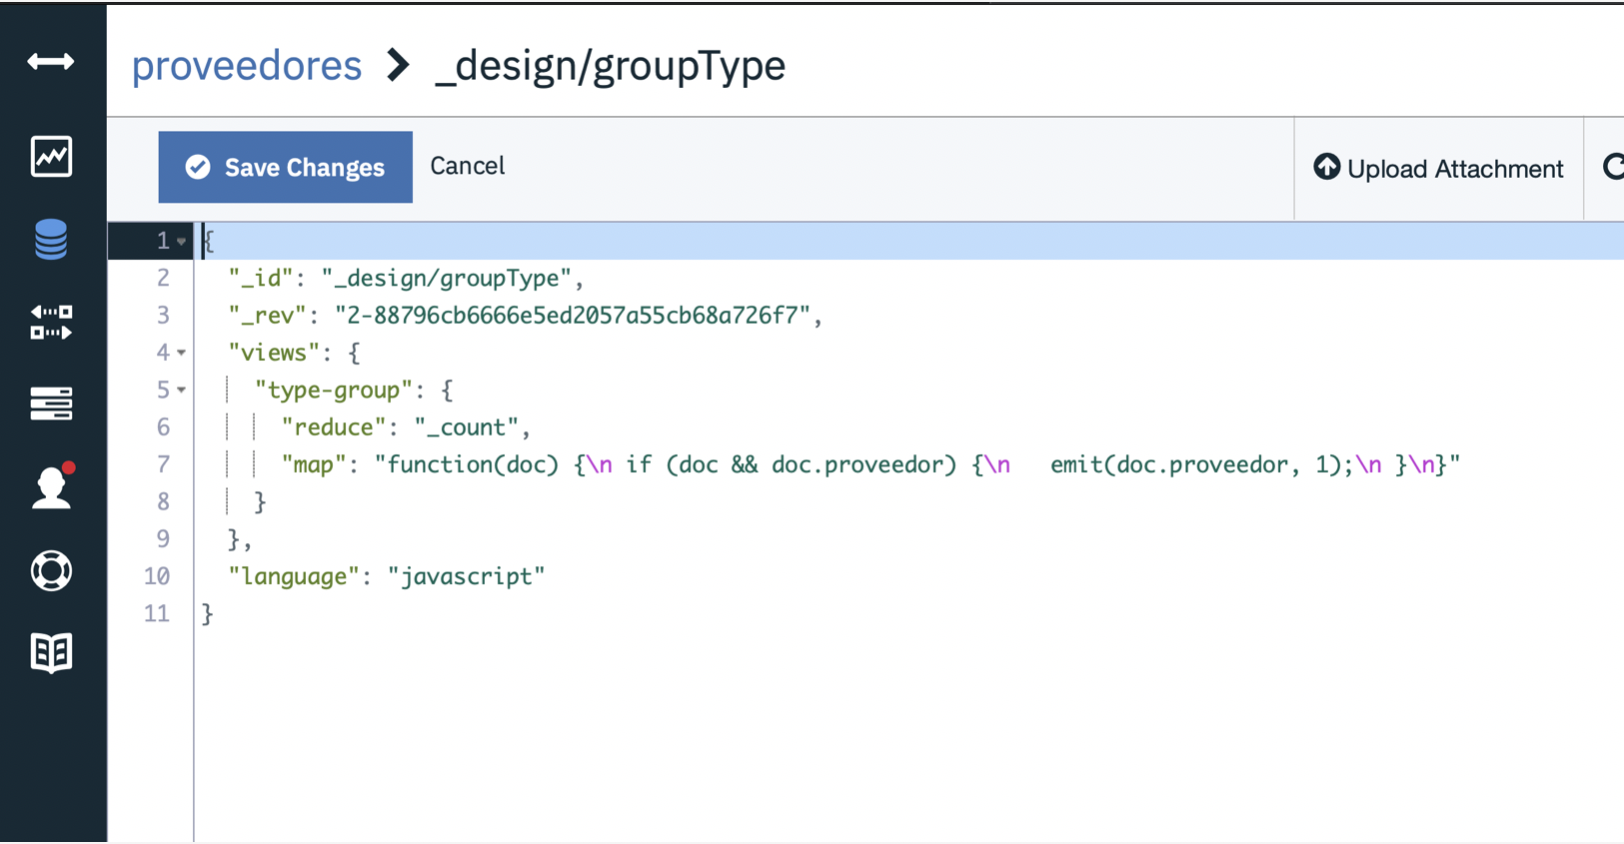 proveedores > _design/groupType
Save Changes Cancel Upload Attachment
1 {
2 "_id": "_design/groupType",
3 "_rev": "2-88796cb6666e5ed2057a55cb68a726f7",
4 "views": {
5 "type-group": {
6 "reduce": "_count",
7 "map": "function(doc) {\n if (doc && doc.proveedor) {\n   emit(doc.proveedor, 1);\n }\n}"
8 }
9 },
10 "language": "javascript"
11 }